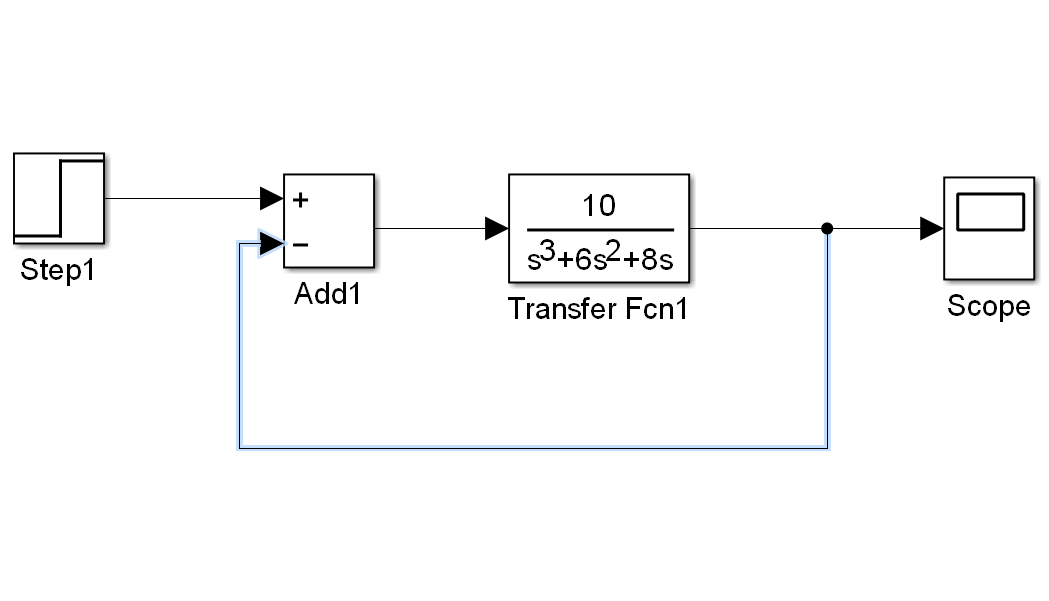 Step1
+
−
Add1
10
s³+6s²+8s
Transfer Fcn1
Scope